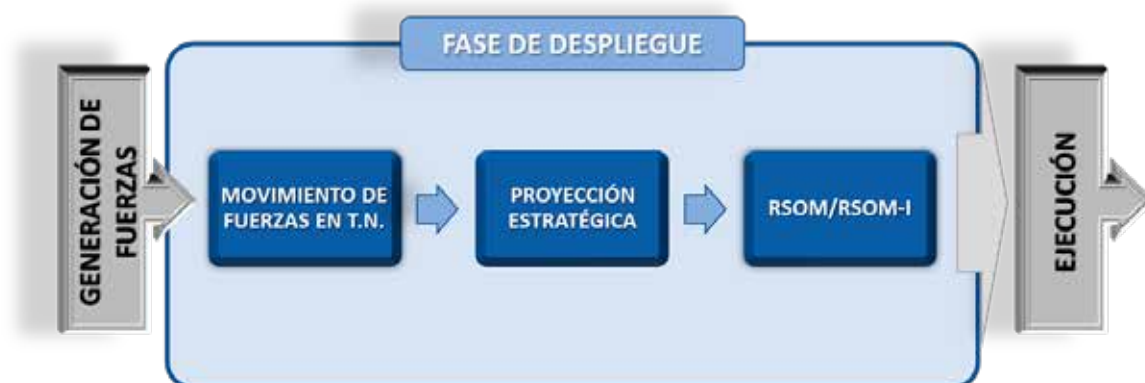 FASE DE DESPLIEGUE
GENERACIÓN DE
FUERZAS
MOVIMIENTO DE
FUERZAS EN T.N.
PROYECCIÓN
ESTRATÉGICA
RSOM/RSOM-I
EJECUCIÓN